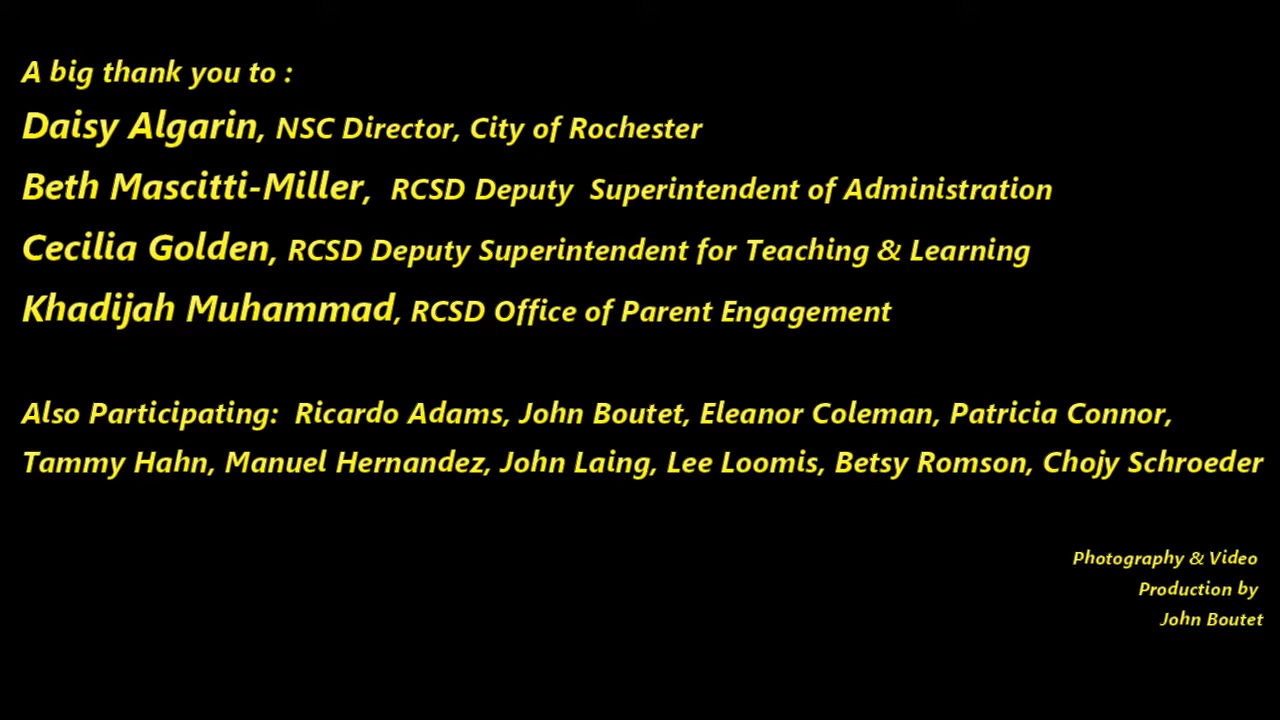 A big thank you to :
Daisy Algarin, NSC Director, City of Rochester
Beth Mascitti-Miller, RCSD Deputy Superintendent of Administration
Cecilia Golden, RCSD Deputy Superintendent for Teaching & Learning
Khadijah Muhammad, RCSD Office of Parent Engagement
Also Participating: Ricardo Adams, John Boutet, Eleanor Coleman, Patricia Connor,
Tammy Hahn, Manuel Hernandez, John Laing, Lee Loomis, Betsy Romson, Chojy Schroeder
Photography & Video
Production by
John Boutet